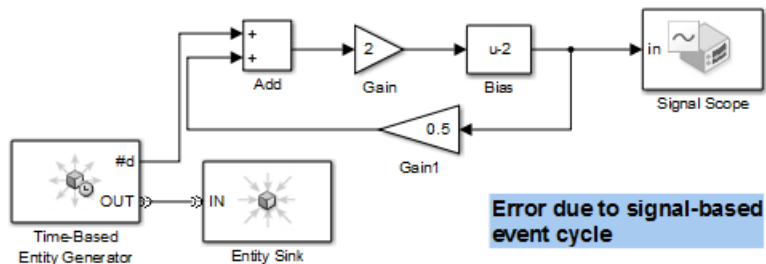 +
+
Add
2
Gain
u-2
Bias
in
Signal Scope
0.5
Gain1
#d
OUT
Time-Based
Entity Generator
IN
Entity Sink
Error due to signal-based
event cycle